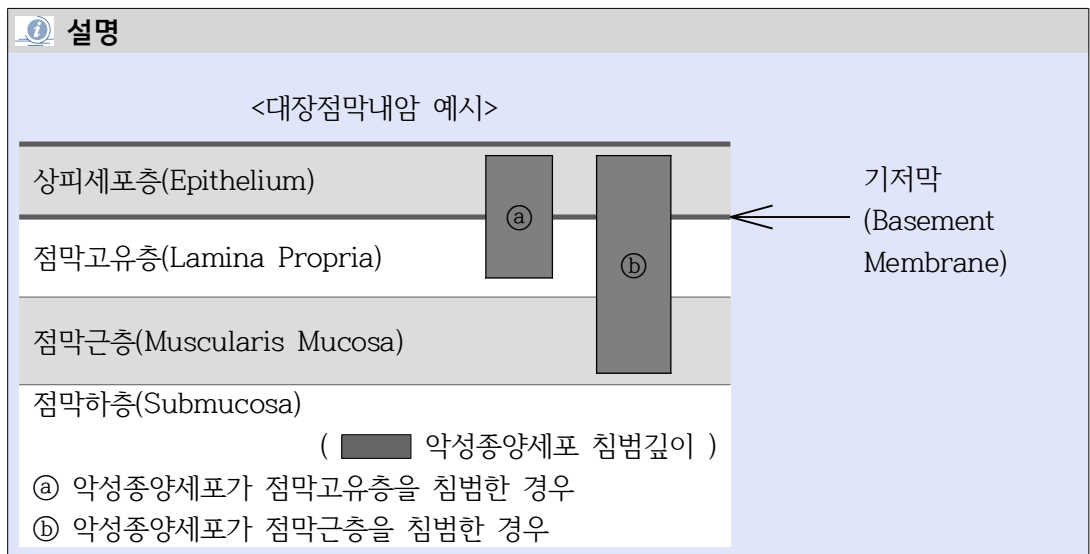 설명
<대장점막내암 예시>
상피세포층(Epithelium)
ⓐ
기저막
(Basement
Membrane)
점막고유층(Lamina Propria)
ⓑ
점막근층(Muscularis Mucosa)
점막하층(Submucosa)
( 악성종양세포 침범깊이 )
ⓐ 악성종양세포가 점막고유층을 침범한 경우
ⓑ 악성종양세포가 점막근층을 침범한 경우